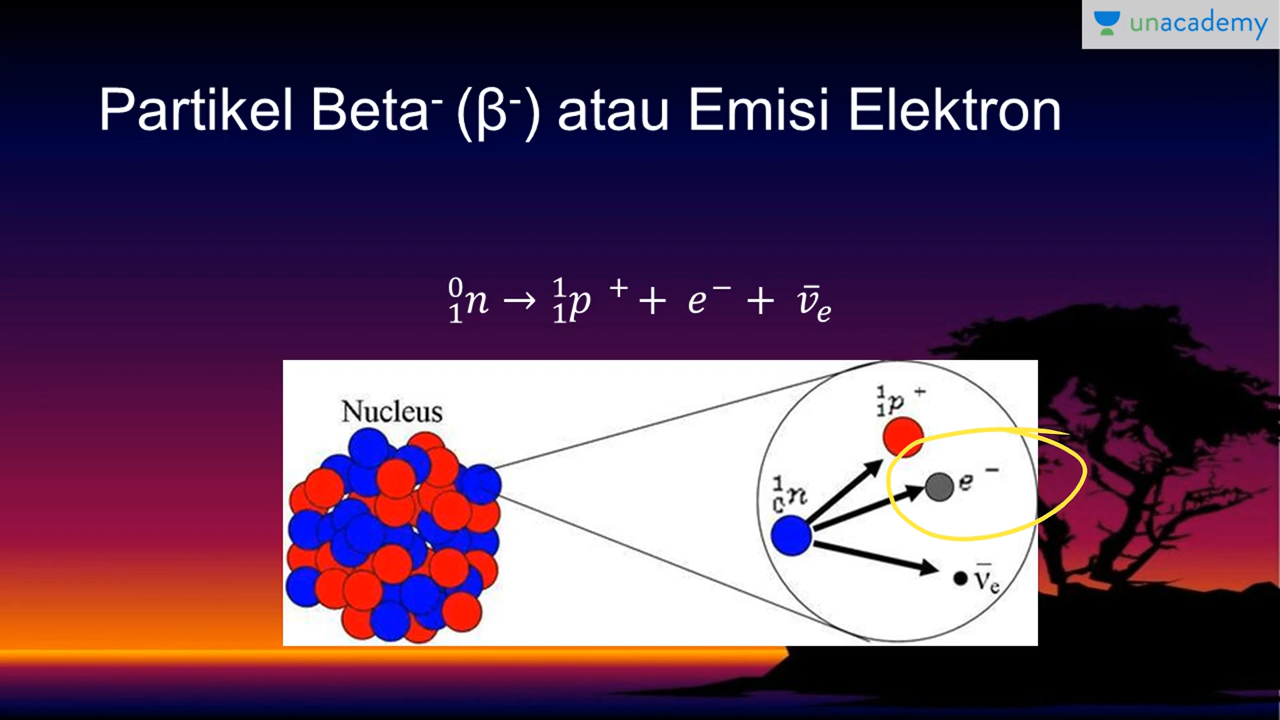 unacademy
Partikel Beta⁻ (β⁻) atau Emisi Elektron
⁰₁n → ¹₁p ⁺ + e⁻ + v̄ₑ
Nucleus
¹₁p ⁺
e ⁻
¹₀n
v̄ₑ